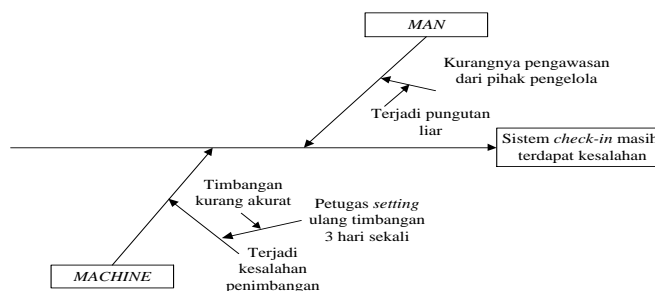 MAN
Kurangnya pengawasan
dari pihak pengelola
Terjadi pungutan
liar
Sistem check-in masih
terdapat kesalahan
Timbangan
kurang akurat
Petugas setting
ulang timbangan
3 hari sekali
Terjadi
kesalahan
penimbangan
MACHINE